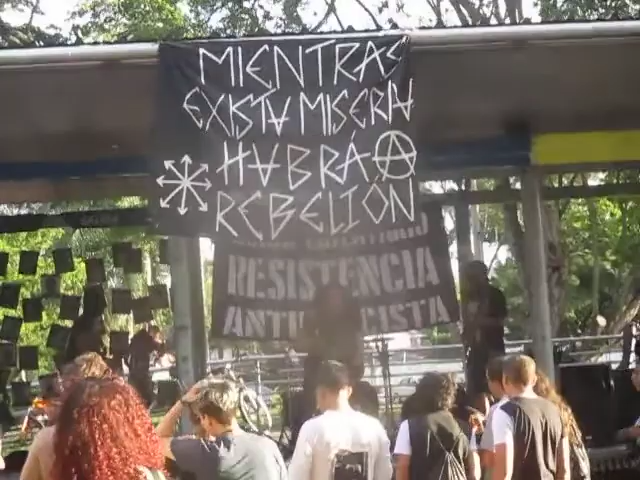 MIENTRAS
EXISTA MISERIA
HABRÁ
REBELIÓN
RESISTENCIA